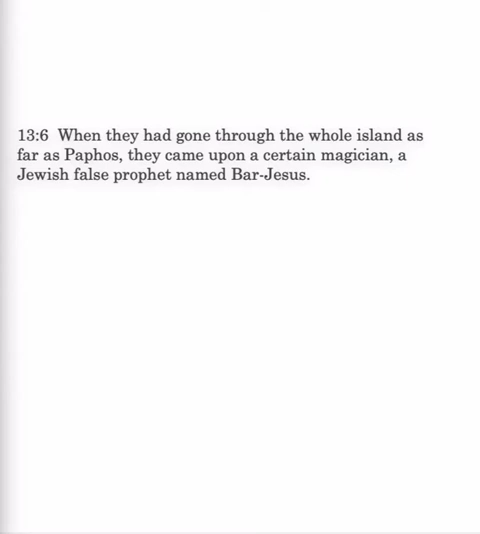 13:6 When they had gone through the whole island as
far as Paphos, they came upon a certain magician, a
Jewish false prophet named Bar-Jesus.